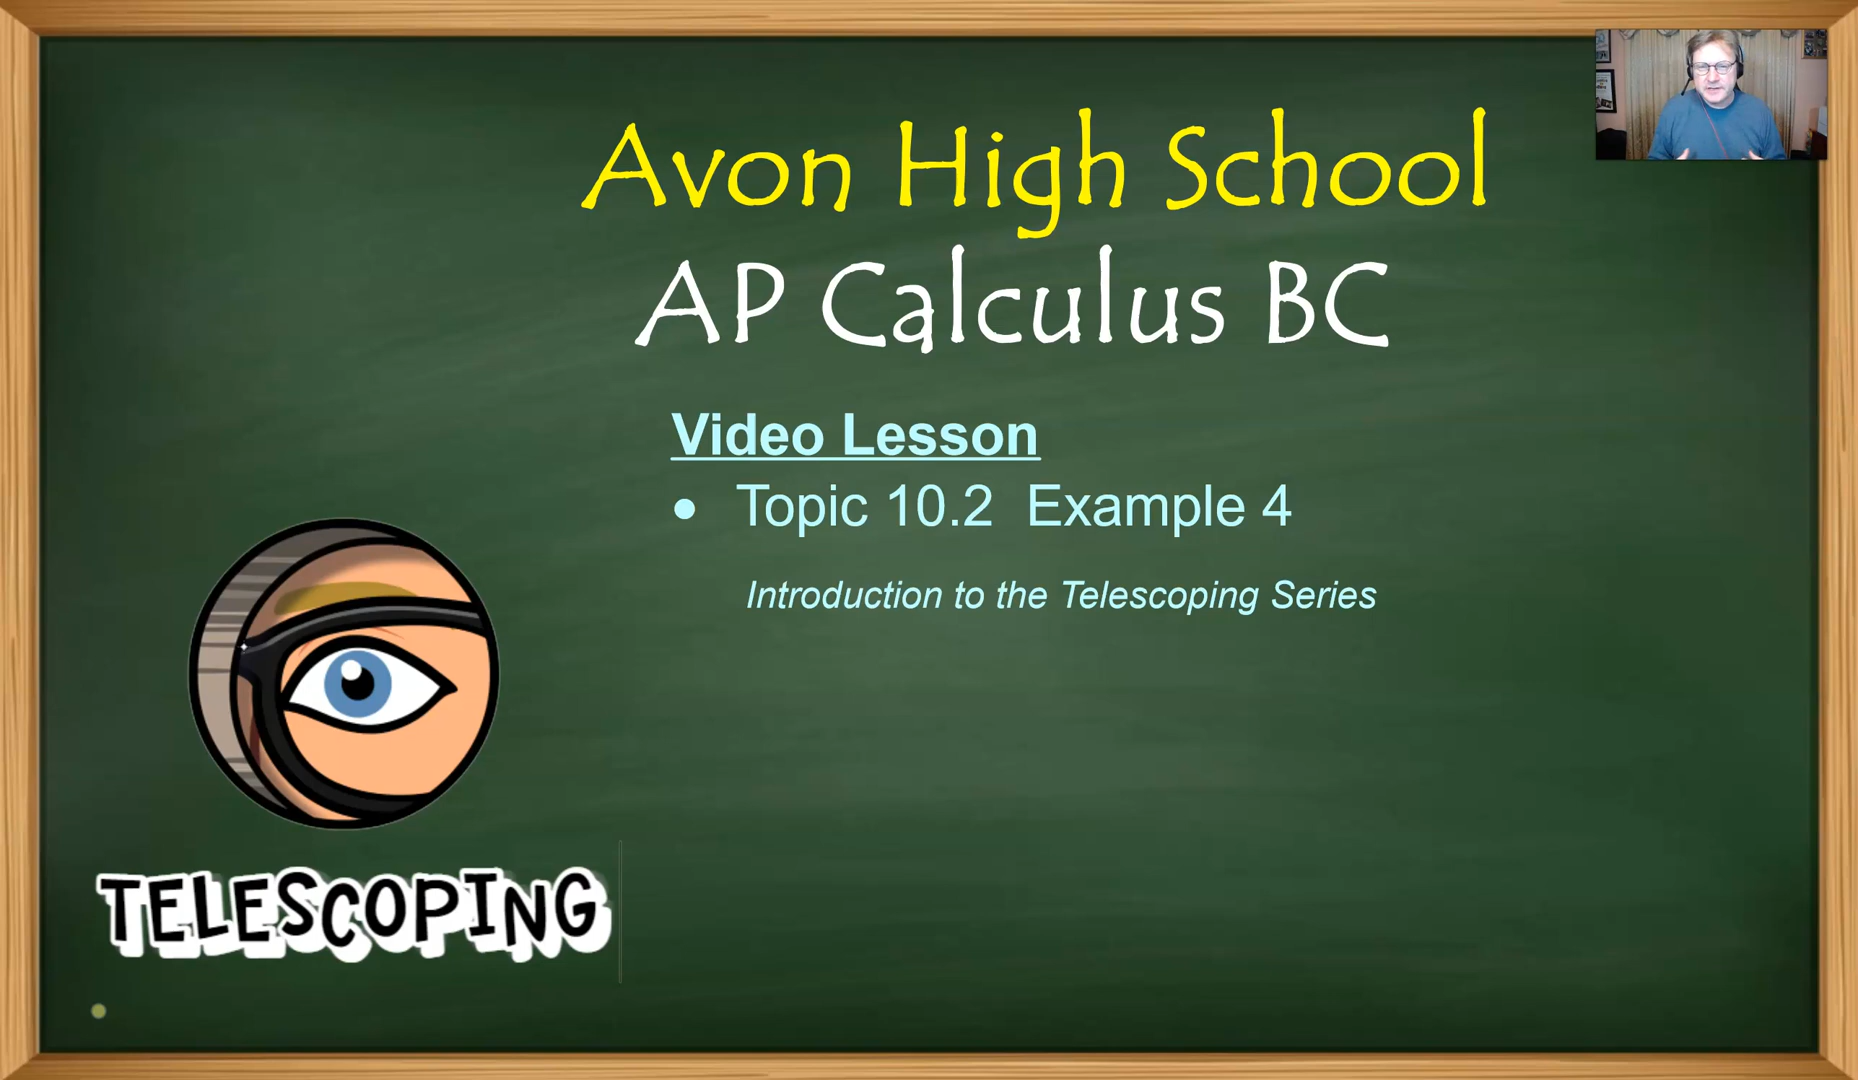 Avon High School
AP Calculus BC
Video Lesson
• Topic 10.2 Example 4
Introduction to the Telescoping Series
TELESCOPING